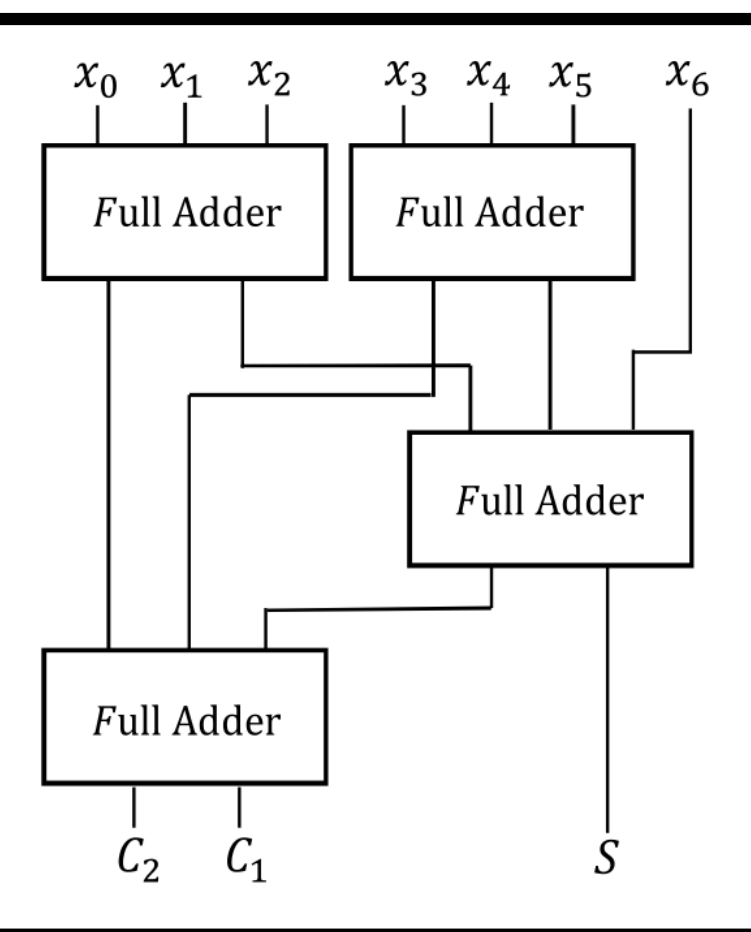 x₀ x₁ x₂ x₃ x₄ x₅ x₆
Full Adder Full Adder
Full Adder
Full Adder
C₂ C₁ S